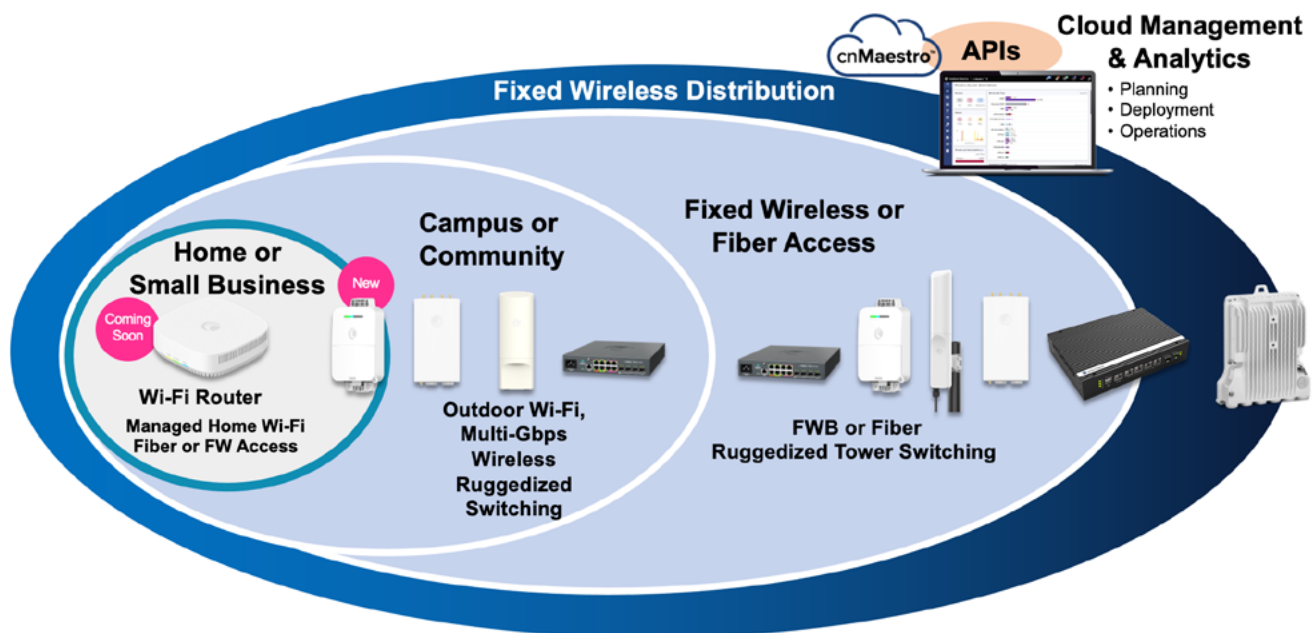 cnMaestro™
APIs
Cloud Management
& Analytics
• Planning
• Deployment
• Operations
Fixed Wireless Distribution
Fixed Wireless or
Fiber Access
Campus or
Community
Home or
Small Business
New
Coming
Soon
Wi-Fi Router
Managed Home Wi-Fi
Fiber or FW Access
Outdoor Wi-Fi,
Multi-Gbps
Wireless
Ruggedized
Switching
FWB or Fiber
Ruggedized Tower Switching